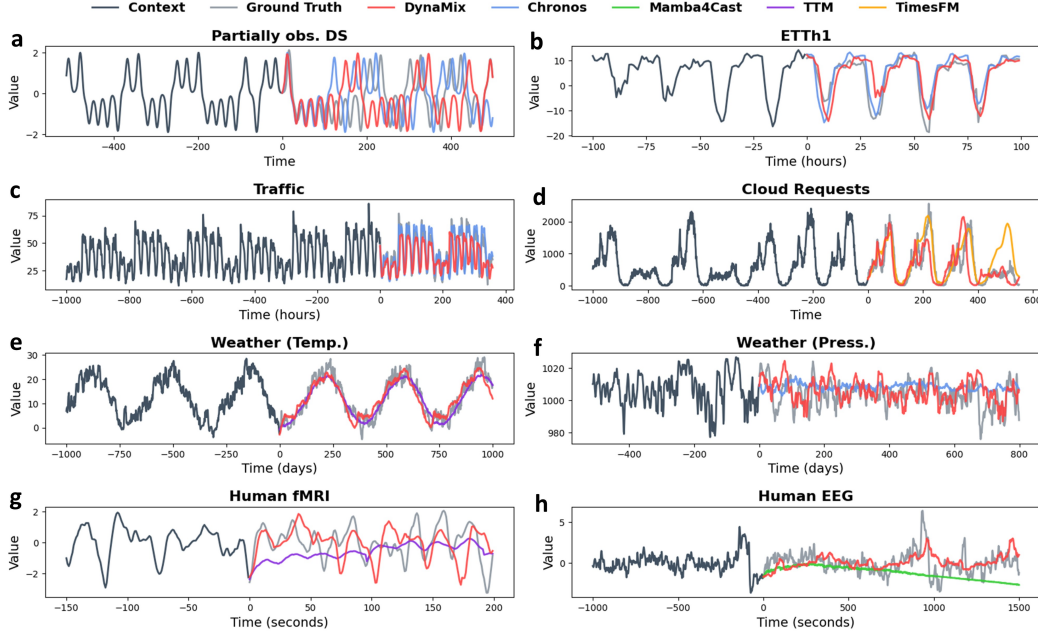 Context Ground Truth DynaMix Chronos Mamba4Cast TTM TimesFM
a Partially obs. DS
Value
2
0
−2
−400 −200 0 200 400
Time
b ETTh1
Value
10
0
−10
−20
−100 −75 −50 −25 0 25 50 75 100
Time (hours)
c Traffic
Value
75
50
25
−1000 −800 −600 −400 −200 0 200 400
Time (hours)
d Cloud Requests
Value
2000
1000
0
−1000 −800 −600 −400 −200 0 200 400 600
Time
e Weather (Temp.)
Value
30
20
10
0
−1000 −750 −500 −250 0 250 500 750 1000
Time (days)
f Weather (Press.)
Value
1020
1000
980
−400 −200 0 200 400 600 800
Time (days)
g Human fMRI
Value
2
0
−2
−150 −100 −50 0 50 100 150 200
Time (seconds)
h Human EEG
Value
5
0
−1000 −500 0 500 1000 1500
Time (seconds)